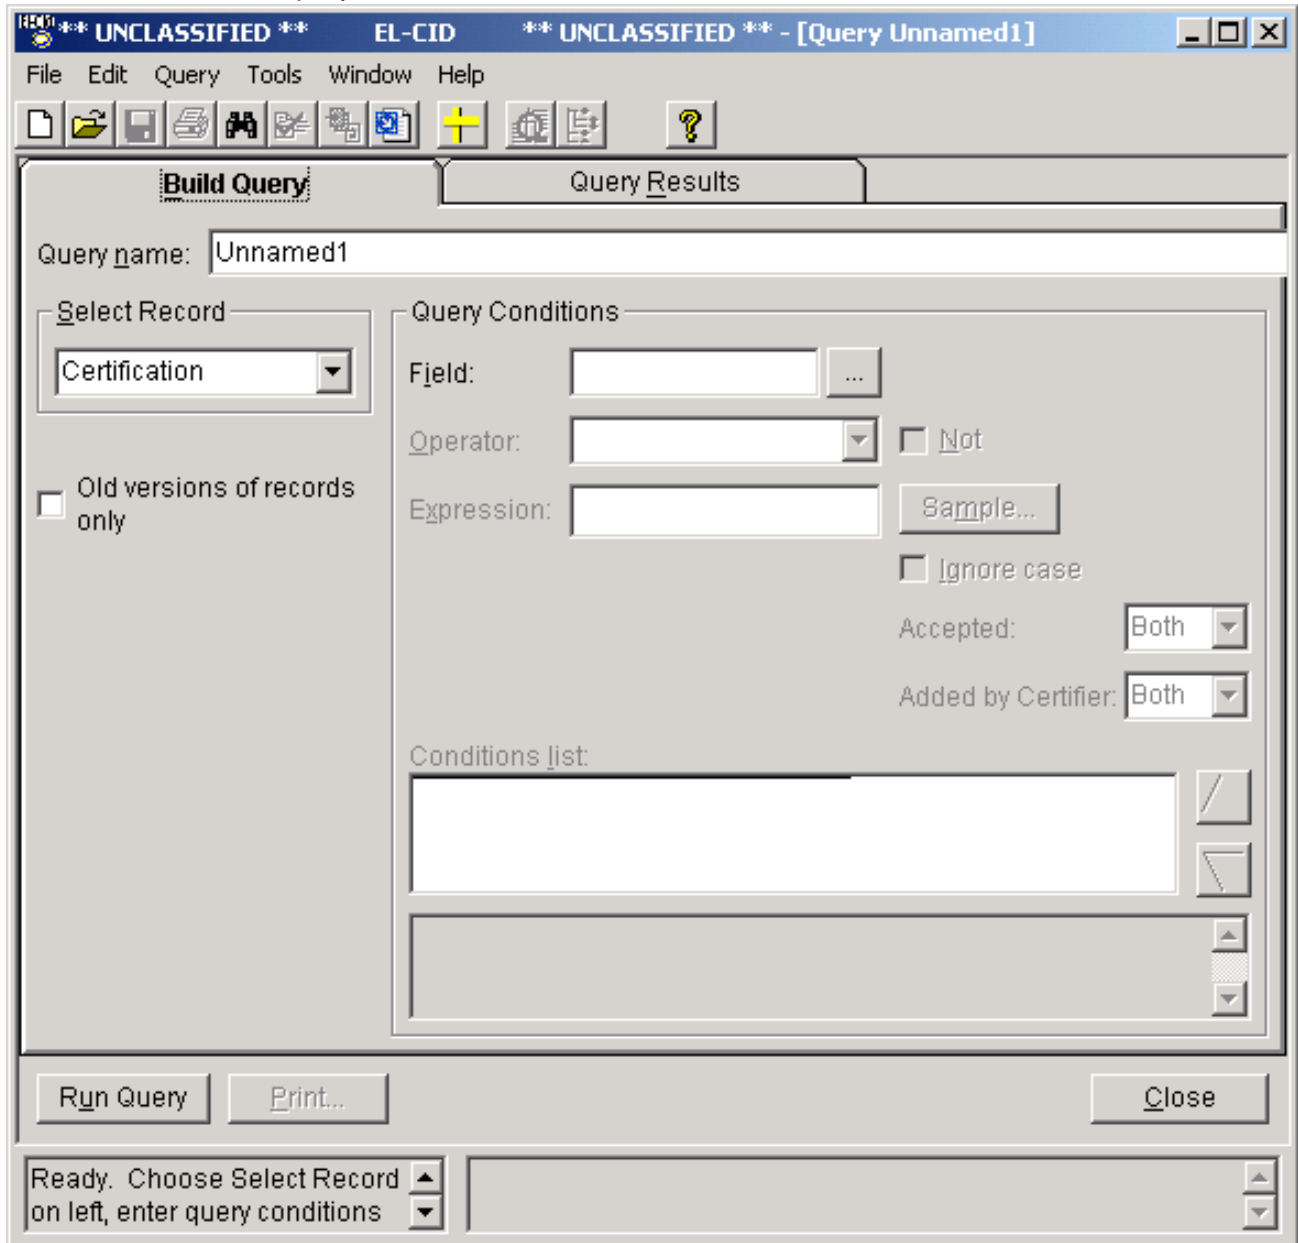 ** UNCLASSIFIED ** EL-CID ** UNCLASSIFIED ** - [Query Unnamed1]
File Edit Query Tools Window Help
Build Query Query Results
Query name: Unnamed1
Select Record
Query Conditions
Certification
Field: ...
Operator: Not
Old versions of records
only
Expression: Sample...
Ignore case
Accepted: Both
Added by Certifier: Both
Conditions list:
Run Query Print... Close
Ready. Choose Select Record
on left, enter query conditions